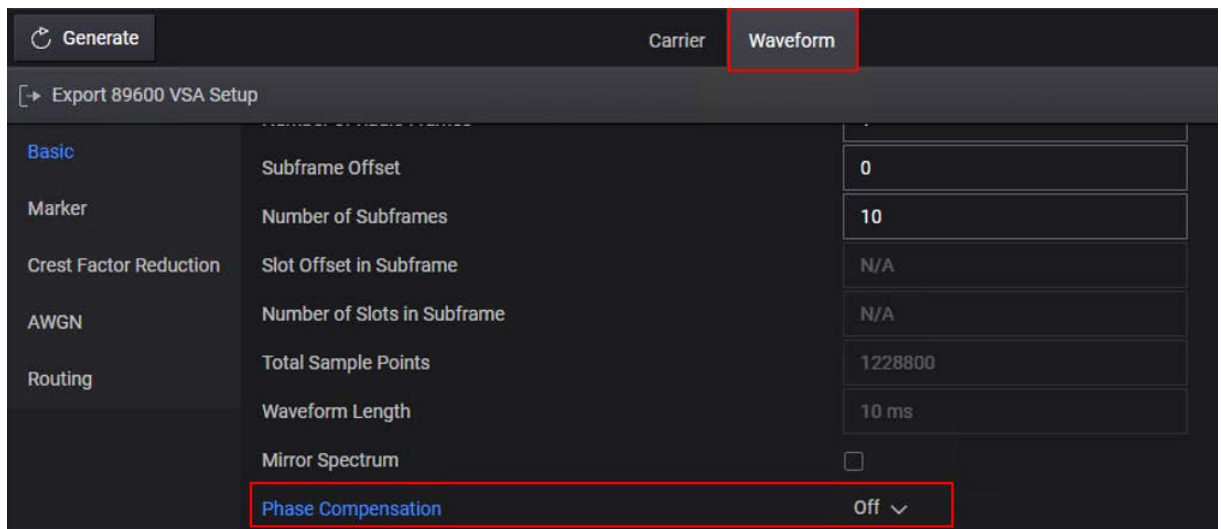 Generate
Carrier
Waveform
Export 89600 VSA Setup
Basic
Marker
Crest Factor Reduction
AWGN
Routing
Subframe Offset 0
Number of Subframes 10
Slot Offset in Subframe N/A
Number of Slots in Subframe N/A
Total Sample Points 1228800
Waveform Length 10 ms
Mirror Spectrum
Phase Compensation Off